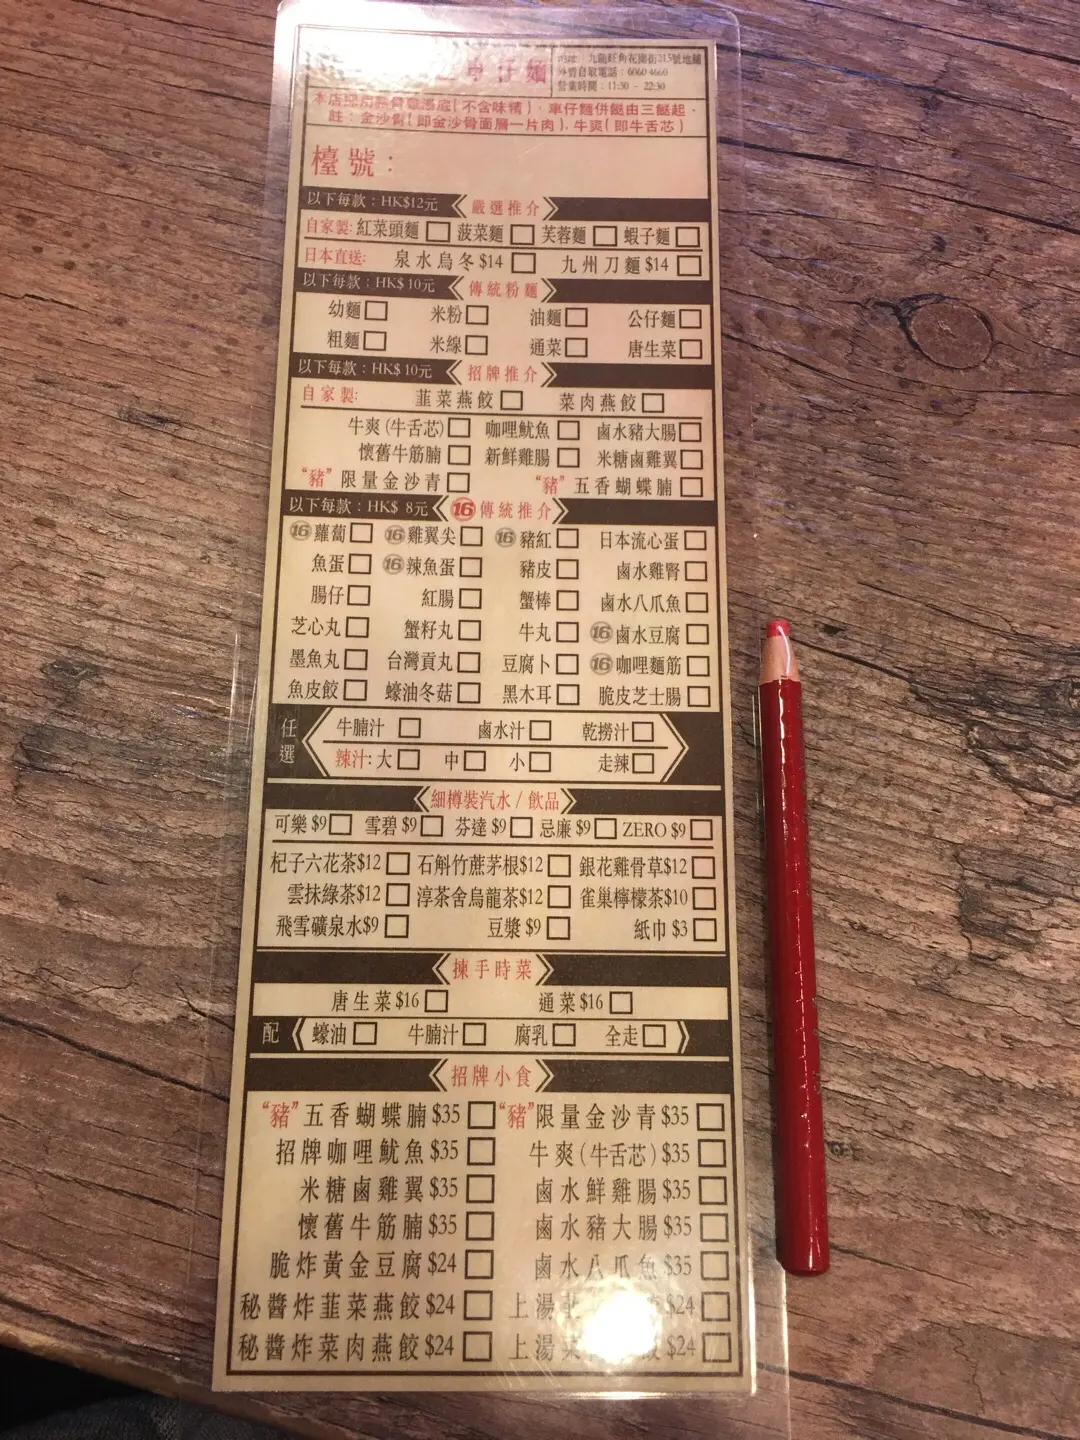 車仔麵
地址：九龍旺角花園街215號地鋪
外賣自取電話：6060 4660
營業時間：11:30 - 22:30
湯底(不含味精)，車仔麵併餸由三餸起。
註：金沙青(即金沙骨面層一片肉)，牛爽(即牛舌芯)
檯號：
以下每款：HK$12元 嚴選推介
自家製: 紅菜頭麵 菠菜麵 芙蓉麵 蝦子麵
日本直送: 泉水烏冬$14 九州刀麵$14
以下每款：HK$10元 傳統粉麵
幼麵 米粉 油麵 公仔麵
粗麵 米線 通菜 唐生菜
以下每款：HK$10元 招牌推介
自家製: 韮菜燕餃 菜肉燕餃
牛爽(牛舌芯) 咖哩魷魚 鹵水豬大腸
懷舊牛筋腩 新鮮雞腸 米糖鹵雞翼
“豬”限量金沙青 “豬”五香蝴蝶腩
以下每款：HK$ 8元 16 傳統推介
16 蘿蔔 16 雞翼尖 16 豬紅 日本流心蛋
魚蛋 16 辣魚蛋 豬皮 鹵水雞腎
腸仔 紅腸 蟹棒 鹵水八爪魚
芝心丸 蟹籽丸 牛丸 16 鹵水豆腐
墨魚丸 台灣貢丸 豆腐卜 16 咖哩麵筋
魚皮餃 蠔油冬菇 黑木耳 脆皮芝士腸
任選 牛腩汁 鹵水汁 乾撈汁
辣汁: 大 中 小 走辣
細樽裝汽水/飲品
可樂$9 雪碧$9 芬達$9 忌廉$9 ZERO $9
杞子六花茶$12 石斛竹蔗茅根$12 銀花雞骨草$12
雲抹綠茶$12 淳茶舍烏龍茶$12 雀巢檸檬茶$10
飛雪礦泉水$9 豆漿$9 紙巾$3
揀手時菜
唐生菜$16 通菜$16
配 蠔油 牛腩汁 腐乳 全走
招牌小食
“豬”五香蝴蝶腩$35 “豬”限量金沙青$35
招牌咖哩魷魚$35 牛爽(牛舌芯)$35
米糖鹵雞翼$35 鹵水鮮雞腸$35
懷舊牛筋腩$35 鹵水豬大腸$35
脆炸黃金豆腐$24 鹵水八爪魚$35
秘醬炸韮菜燕餃$24 上湯 $24
秘醬炸菜肉燕餃$24 上湯菜 餃$24